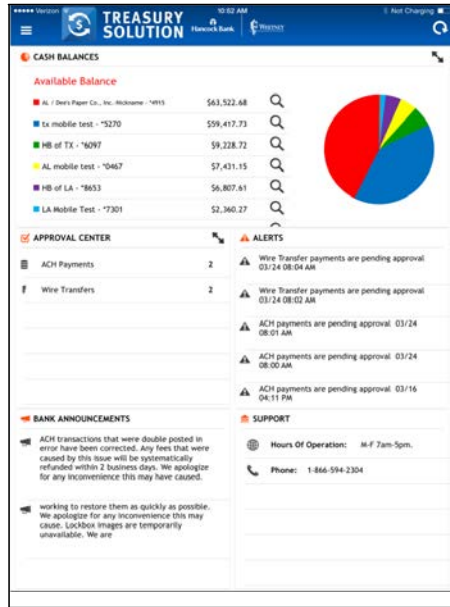 Verizon 10:52 AM Not Charging
TREASURY
SOLUTION Hancock Bank WHITNEY
CASH BALANCES
Available Balance
AL / Dee's Paper Co., Inc.-Nickname - *4915 $63,522.68
tx mobile test - *5270 $59,417.73
HB of TX - *6097 $9,228.72
AL mobile test - *0467 $7,431.15
HB of LA - *8653 $6,807.61
LA Mobile Test - *7301 $2,360.27
APPROVAL CENTER
ACH Payments 2
Wire Transfers 2
ALERTS
Wire Transfer payments are pending approval
03/24 08:04 AM
Wire Transfer payments are pending approval
03/24 08:02 AM
ACH payments are pending approval 03/24
08:01 AM
ACH payments are pending approval 03/24
08:00 AM
ACH payments are pending approval 03/16
04:11 PM
BANK ANNOUNCEMENTS
ACH transactions that were double posted in
error have been corrected. Any fees that were
caused by this issue will be systematically
refunded within 2 business days. We apologize
for any inconvenience this may have caused.
working to restore them as quickly as possible.
We apologize for any inconvenience this may
cause. Lockbox images are temporarily
unavailable. We are
SUPPORT
Hours Of Operation: M-F 7am-5pm.
Phone: 1-866-594-2304